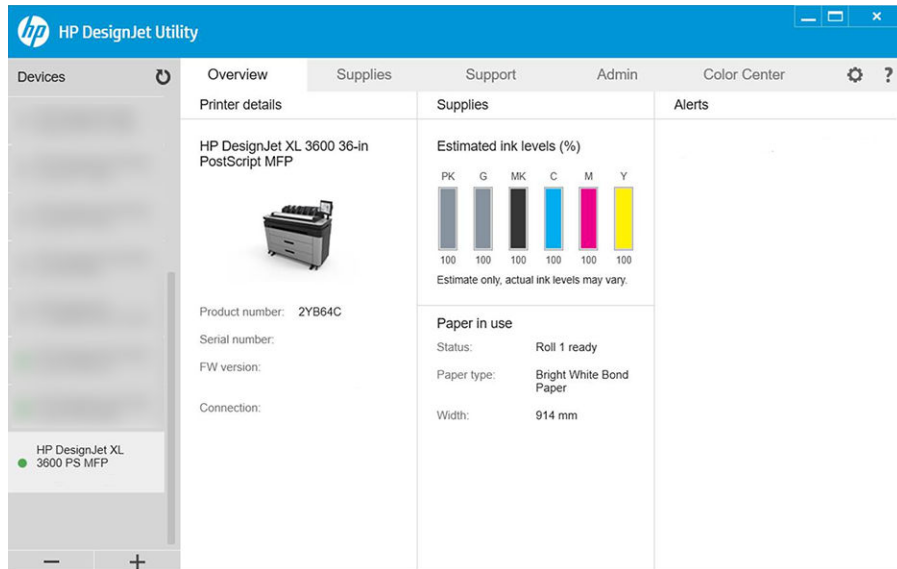 hp HP DesignJet Utility
Devices
Overview Supplies Support Admin Color Center ?
Printer details
Supplies
Alerts
HP DesignJet XL 3600 36-in
PostScript MFP
Product number: 2YB64C
Serial number:
FW version:
Connection:
Estimated ink levels (%)
PK G MK C M Y
100 100 100 100 100 100
Estimate only, actual ink levels may vary.
Paper in use
Status: Roll 1 ready
Paper type: Bright White Bond
Paper
Width: 914 mm
HP DesignJet XL
3600 PS MFP